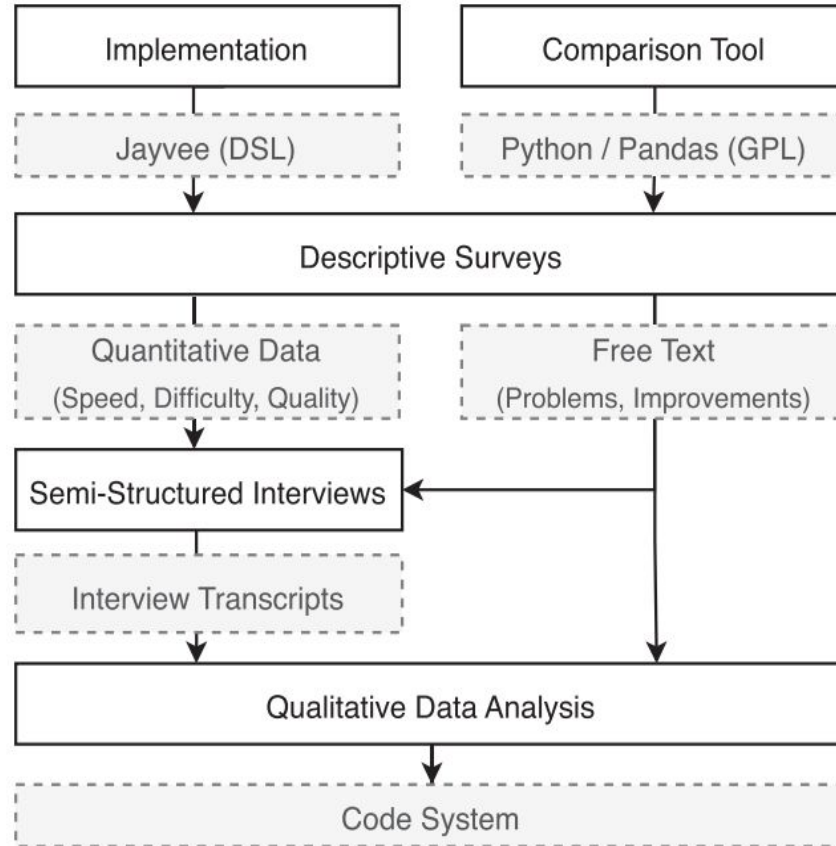 Implementation
Comparison Tool
Jayvee (DSL)
Python / Pandas (GPL)
Descriptive Surveys
Quantitative Data
(Speed, Difficulty, Quality)
Free Text
(Problems, Improvements)
Semi-Structured Interviews
Interview Transcripts
Qualitative Data Analysis
Code System